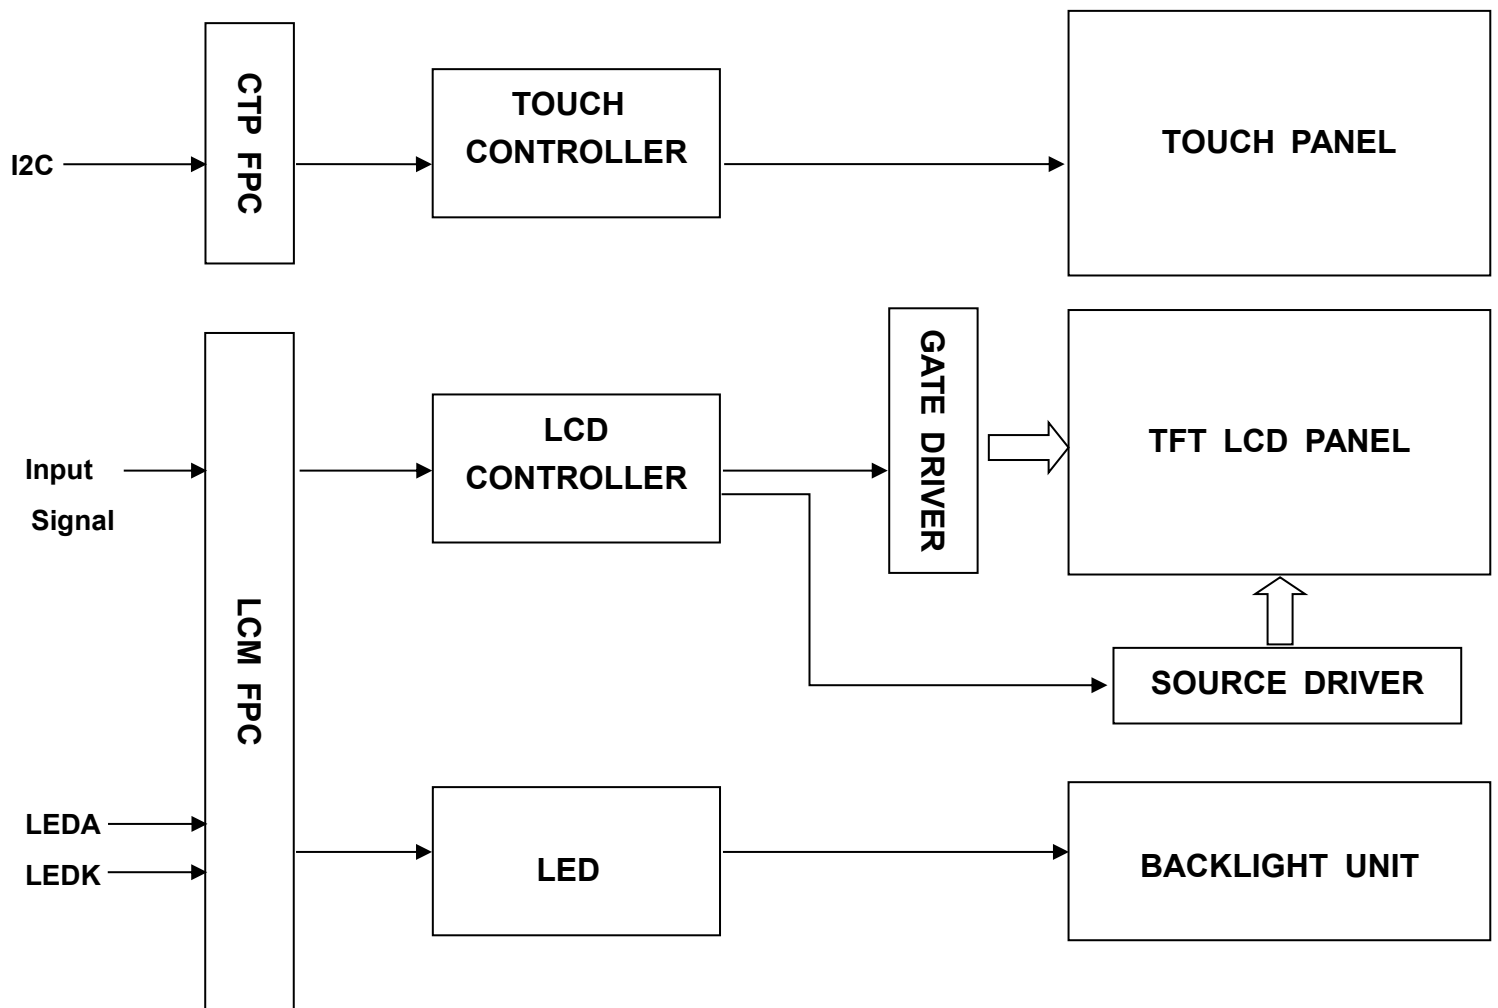 I2C
CTP FPC
TOUCH
CONTROLLER
TOUCH PANEL
Input
Signal
LCM FPC
LCD
CONTROLLER
GATE DRIVER
TFT LCD PANEL
SOURCE DRIVER
LEDA
LEDK
LED
BACKLIGHT UNIT